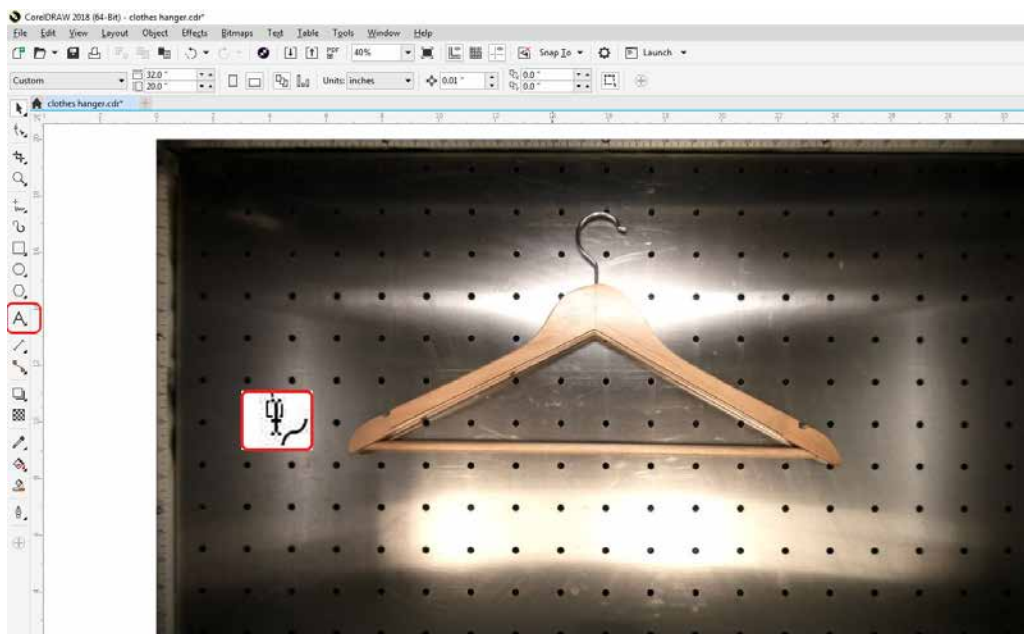 CorelDRAW 2018 (64-Bit) - clothes hanger.cdr*
File Edit View Layout Object Effects Bitmaps Text Table Tools Window Help
PDF 40% Snap To Launch
Custom 32.0 " 20.0 " Units: inches 0.01 " 0.0 " 0.0 "
clothes hanger.cdr*
A